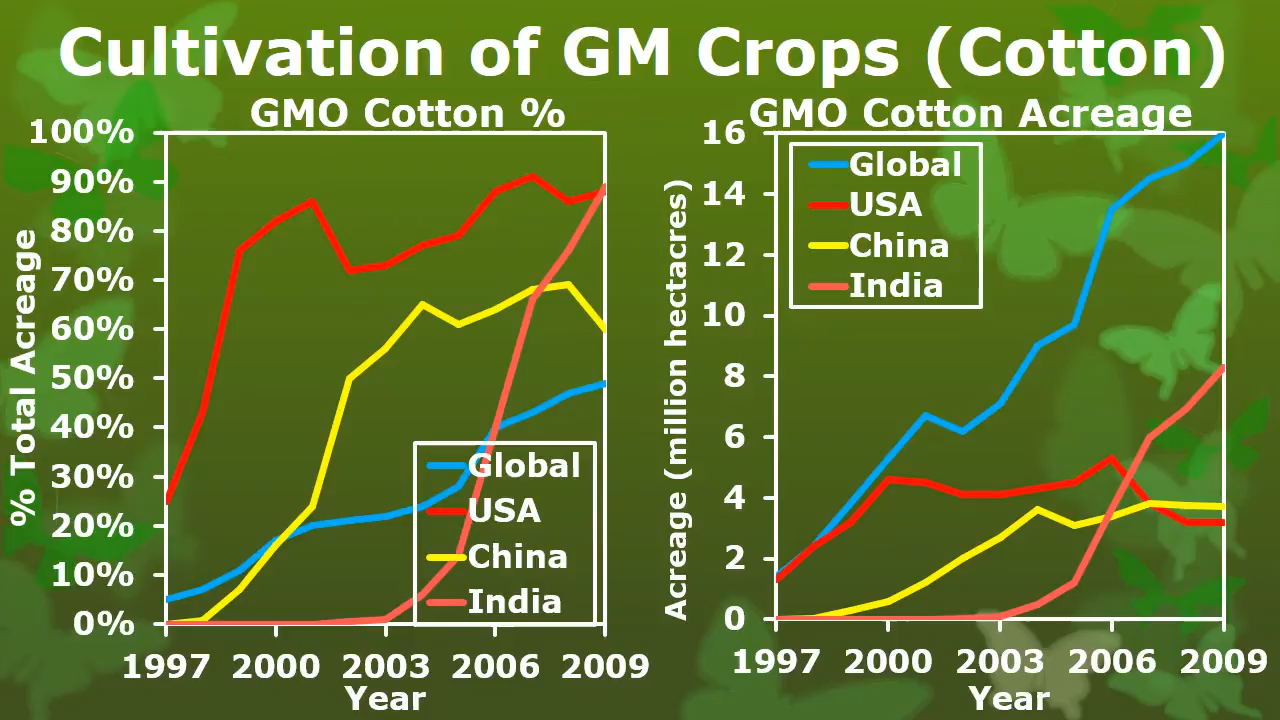 Cultivation of GM Crops (Cotton)
GMO Cotton %
% Total Acreage
100%
90%
80%
70%
60%
50%
40%
30%
20%
10%
0%
Global
USA
China
India
1997 2000 2003 2006 2009
Year
GMO Cotton Acreage
Acreage (million hectacres)
16
14
12
10
8
6
4
2
0
Global
USA
China
India
1997 2000 2003 2006 2009
Year